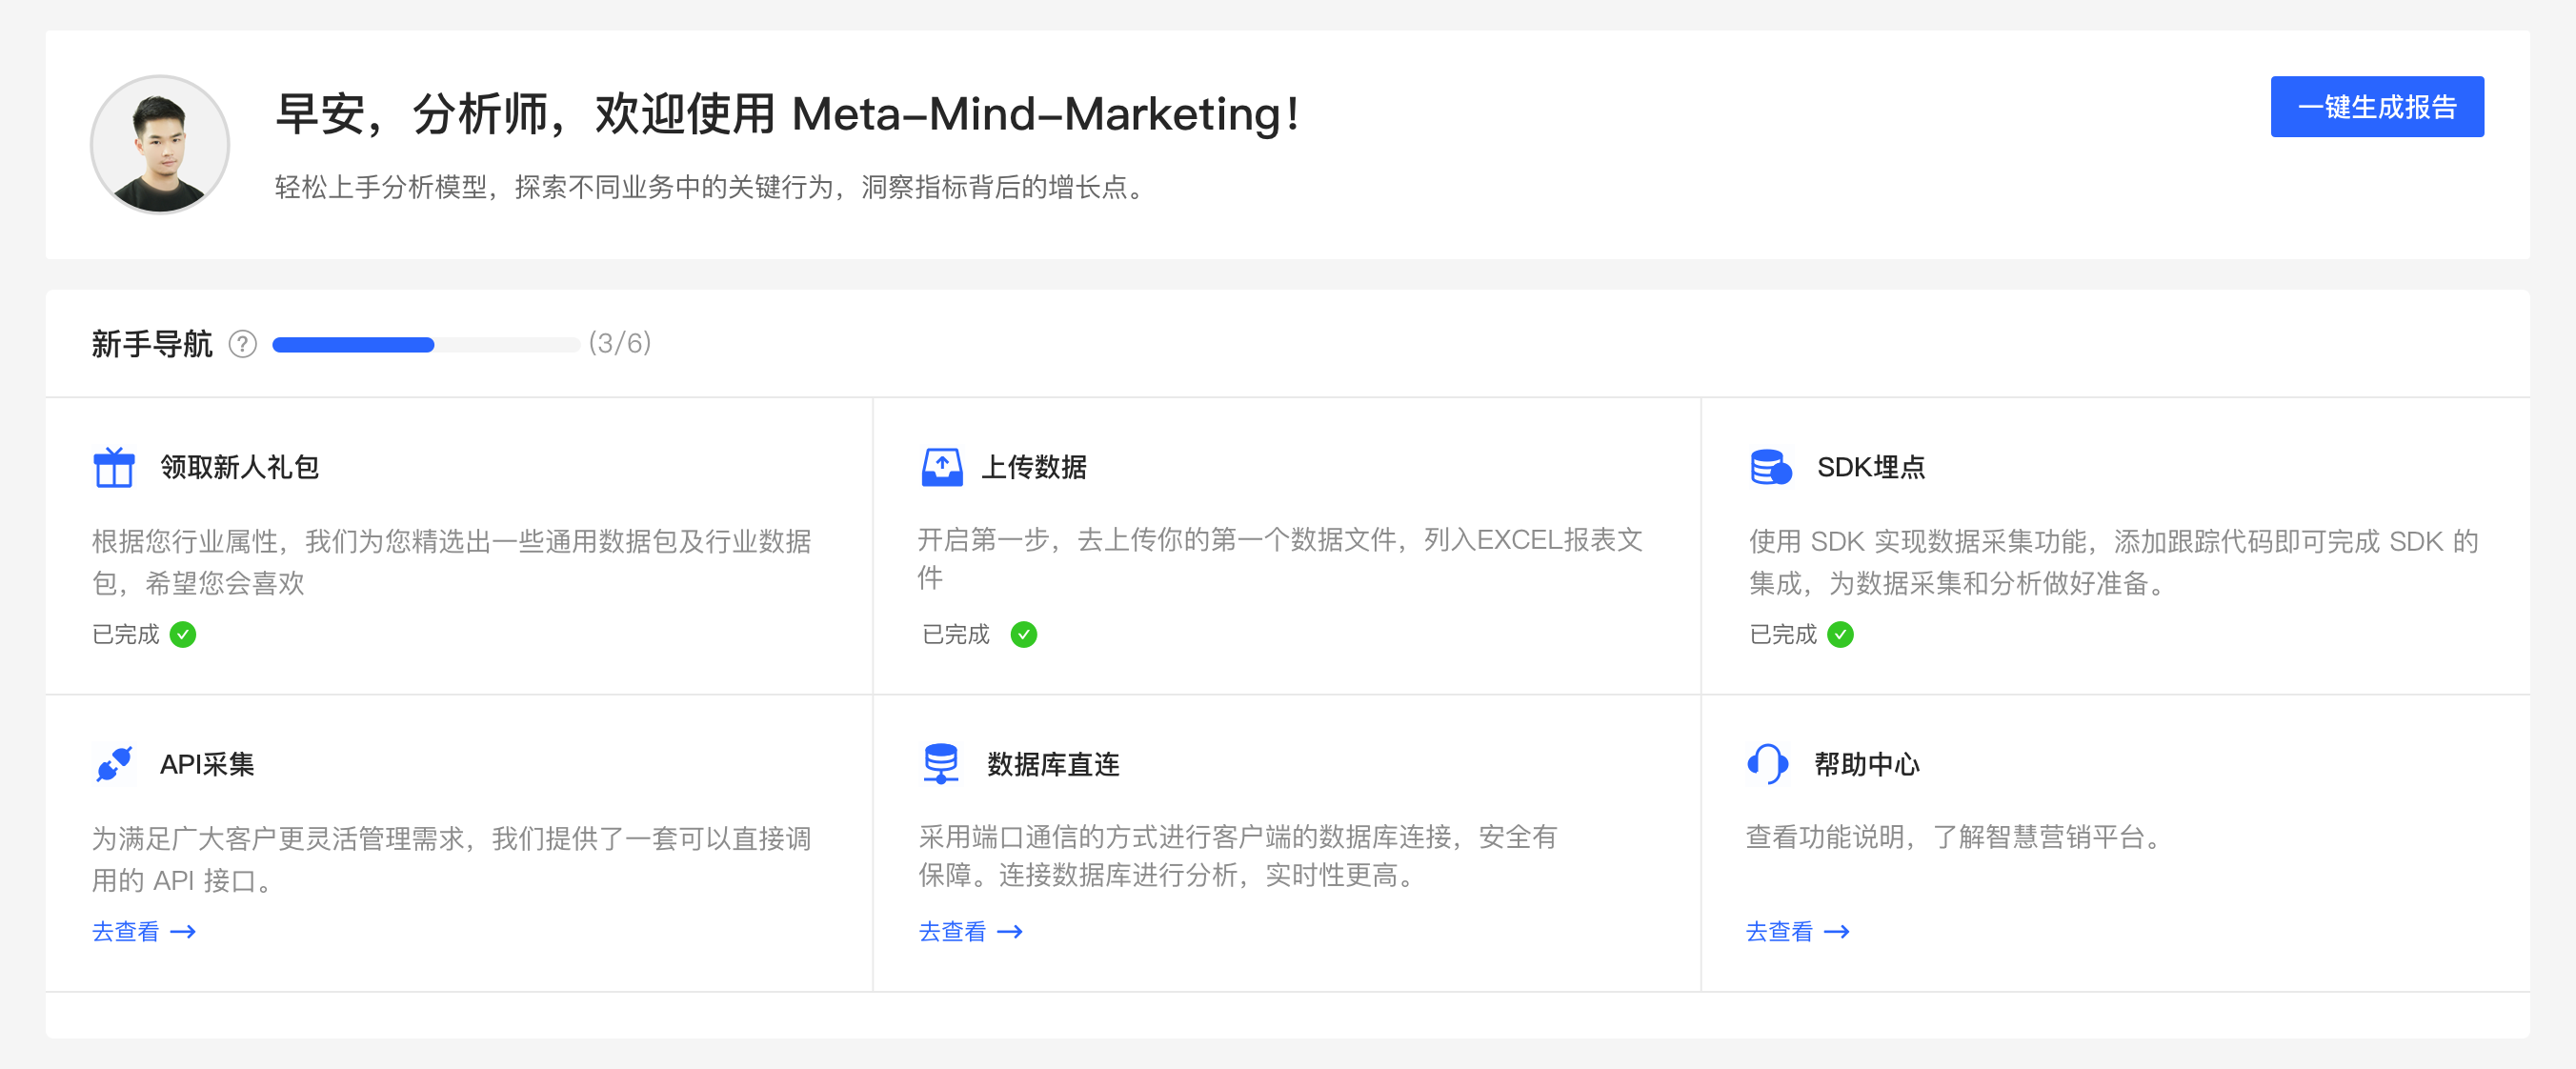 早安，分析师，欢迎使用 Meta–Mind–Marketing！
一键生成报告
轻松上手分析模型，探索不同业务中的关键行为，洞察指标背后的增长点。
新手导航 ? (3/6)
领取新人礼包
根据您行业属性，我们为您精选出一些通用数据包及行业数据
包，希望您会喜欢
已完成
上传数据
开启第一步，去上传你的第一个数据文件，列入EXCEL报表文
件
已完成
SDK埋点
使用 SDK 实现数据采集功能，添加跟踪代码即可完成 SDK 的
集成，为数据采集和分析做好准备。
已完成
API采集
为满足广大客户更灵活管理需求，我们提供了一套可以直接调
用的 API 接口。
去查看
数据库直连
采用端口通信的方式进行客户端的数据库连接，安全有
保障。连接数据库进行分析，实时性更高。
去查看
帮助中心
查看功能说明，了解智慧营销平台。
去查看